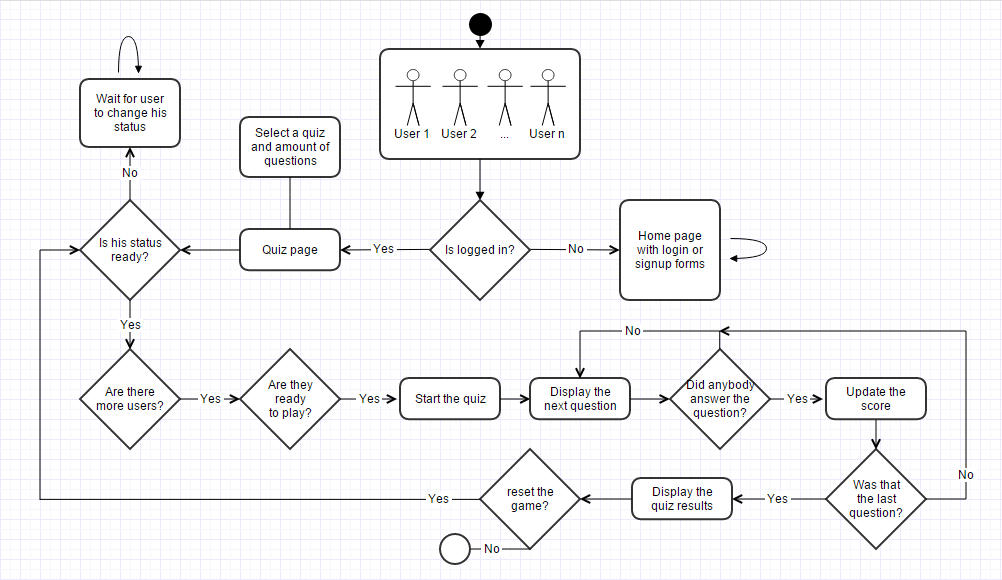 User 1
User 2
...
User n
Wait for user
to change his
status
Select a quiz
and amount of
questions
No
Is his status
ready?
Quiz page
Yes
Is logged in?
No
Home page
with login or
signup forms
Yes
No
Are there
more users?
Yes
Are they
ready
to play?
Yes
Start the quiz
Display the
next question
Did anybody
answer the
question?
Yes
Update the
score
No
Was that
the last
question?
Yes
Display the
quiz results
reset the
game?
Yes
No